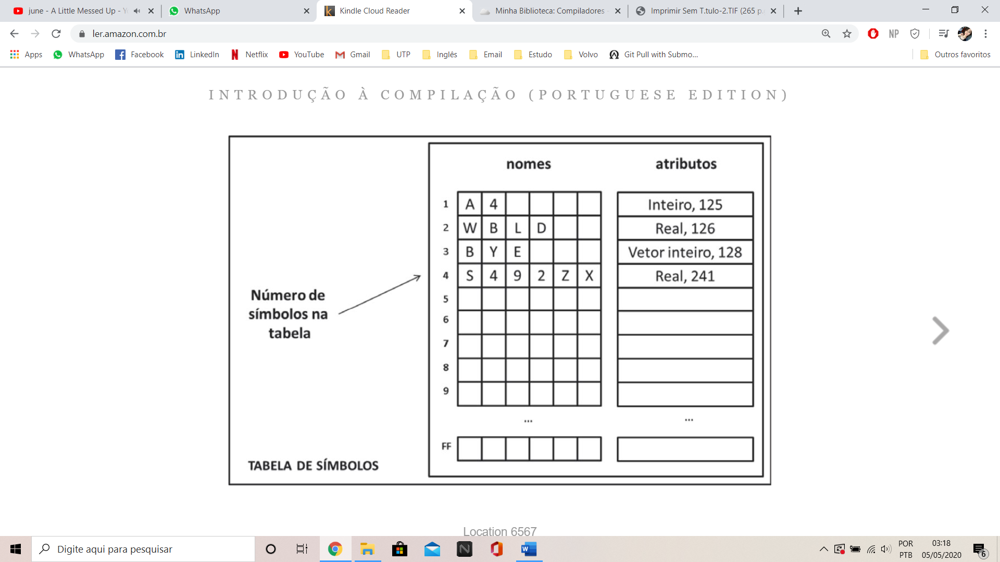 june - A Little Messed Up - Y
WhatsApp
Kindle Cloud Reader
Minha Biblioteca: Compiladores -
Imprimir Sem T.tulo-2.TIF (265 p.
ler.amazon.com.br
NP
Apps
WhatsApp
Facebook
LinkedIn
Netflix
YouTube
Gmail
UTP
Inglês
Email
Estudo
Volvo
Git Pull with Submo...
Outros favoritos
INTRODUÇÃO À COMPILAÇÃO (PORTUGUESE EDITION)
nomes atributos
1 A 4 Inteiro, 125
2 W B L D Real, 126
3 B Y E Vetor inteiro, 128
4 S 4 9 2 Z X Real, 241
5
6
7
8
9
... ...
FF
Número de
símbolos na
tabela
TABELA DE SÍMBOLOS
Location 6567
Digite aqui para pesquisar
POR
PTB
03:18
05/05/2020
6